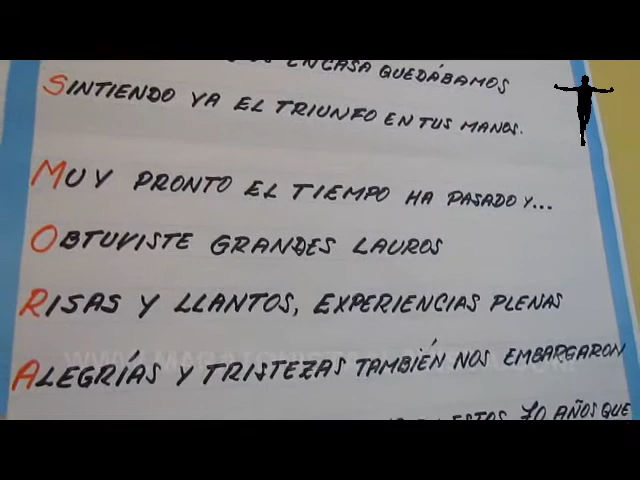 EN CASA QUEDÁBAMOS
SINTIENDO YA EL TRIUNFO EN TUS MANOS.
MUY PRONTO EL TIEMPO HA PASADO Y...
OBTUVISTE GRANDES LAUROS
RISAS Y LLANTOS, EXPERIENCIAS PLENAS
ALEGRÍAS Y TRISTEZAS TAMBIÉN NOS EMBARGARON
ESTOS 70 AÑOS QUE